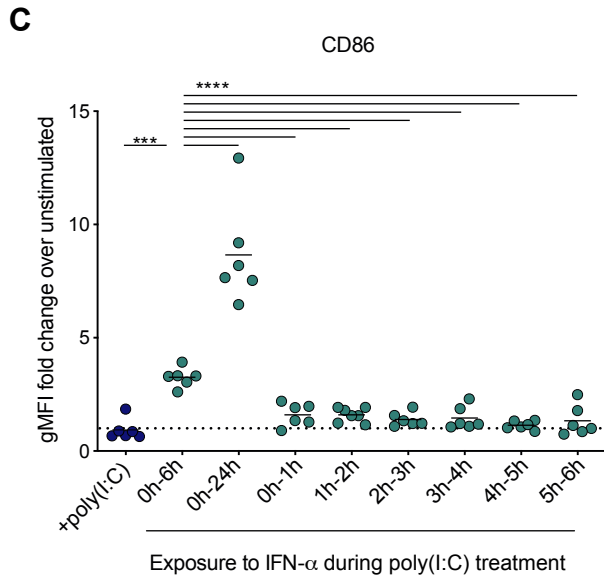 C
CD86
****
***
gMFI fold change over unstimulated
15
10
5
0
+poly(I:C)
0h-6h
0h-24h
0h-1h
1h-2h
2h-3h
3h-4h
4h-5h
5h-6h
Exposure to IFN-α during poly(I:C) treatment